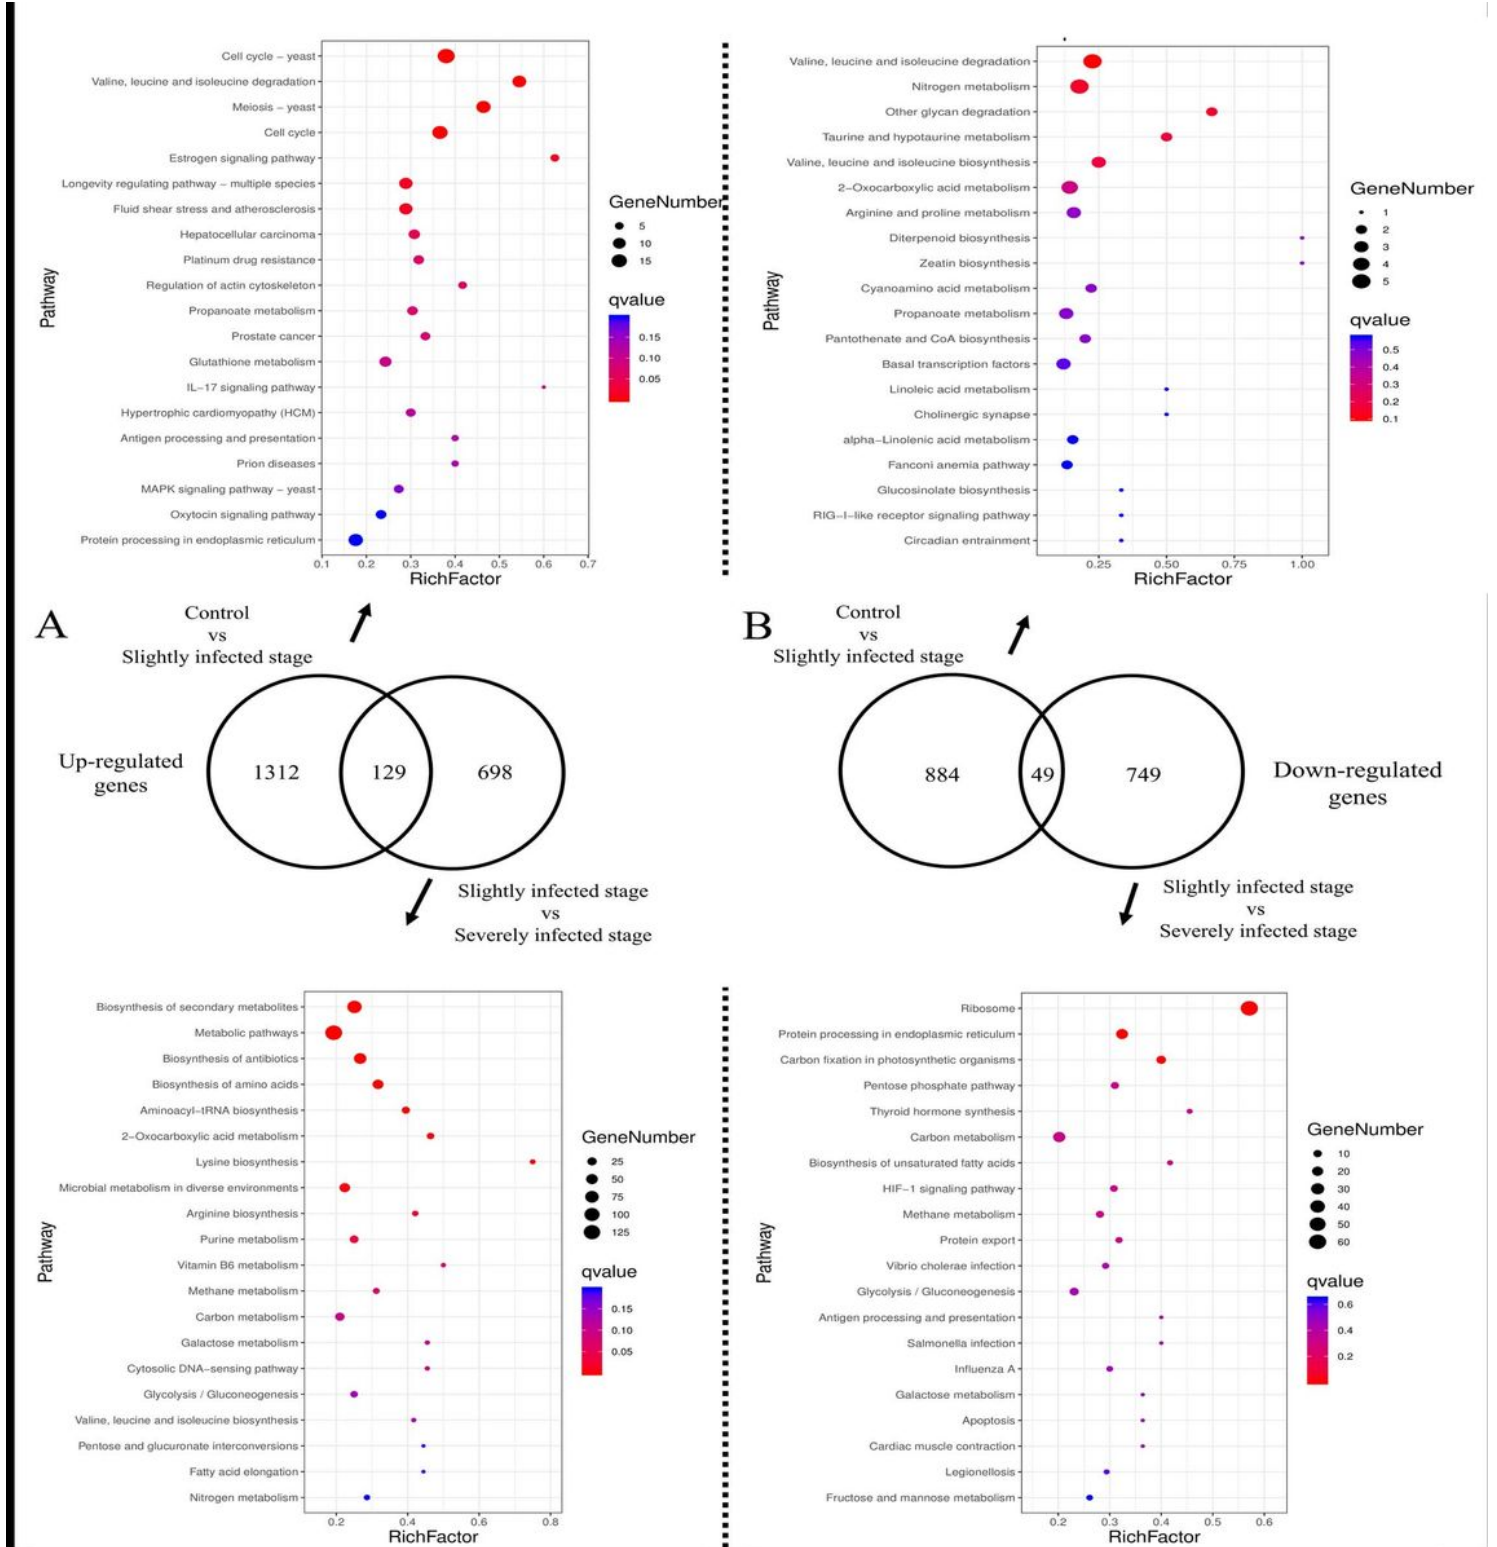 Cell cycle − yeast
Valine, leucine and isoleucine degradation
Meiosis − yeast
Cell cycle
Estrogen signaling pathway
Longevity regulating pathway − multiple species
Fluid shear stress and atherosclerosis
Hepatocellular carcinoma
Platinum drug resistance
Regulation of actin cytoskeleton
Propanoate metabolism
Prostate cancer
Glutathione metabolism
IL−17 signaling pathway
Hypertrophic cardiomyopathy (HCM)
Antigen processing and presentation
Prion diseases
MAPK signaling pathway − yeast
Oxytocin signaling pathway
Protein processing in endoplasmic reticulum
Pathway
0.1 0.2 0.3 0.4 0.5 0.6 0.7
RichFactor
GeneNumber
5
10
15
qvalue
0.15
0.10
0.05
Valine, leucine and isoleucine degradation
Nitrogen metabolism
Other glycan degradation
Taurine and hypotaurine metabolism
Valine, leucine and isoleucine biosynthesis
2−Oxocarboxylic acid metabolism
Arginine and proline metabolism
Diterpenoid biosynthesis
Zeatin biosynthesis
Cyanoamino acid metabolism
Propanoate metabolism
Pantothenate and CoA biosynthesis
Basal transcription factors
Linoleic acid metabolism
Cholinergic synapse
alpha−Linolenic acid metabolism
Fanconi anemia pathway
Glucosinolate biosynthesis
RIG−I−like receptor signaling pathway
Circadian entrainment
Pathway
0.25 0.50 0.75 1.00
RichFactor
GeneNumber
1
2
3
4
5
qvalue
0.5
0.4
0.3
0.2
0.1
A
Control
vs
Slightly infected stage
Up-regulated
genes
1312 129 698
Slightly infected stage
vs
Severely infected stage
B
Control
vs
Slightly infected stage
884 49 749
Down-regulated
genes
Slightly infected stage
vs
Severely infected stage
Biosynthesis of secondary metabolites
Metabolic pathways
Biosynthesis of antibiotics
Biosynthesis of amino acids
Aminoacyl−tRNA biosynthesis
2−Oxocarboxylic acid metabolism
Lysine biosynthesis
Microbial metabolism in diverse environments
Arginine biosynthesis
Purine metabolism
Vitamin B6 metabolism
Methane metabolism
Carbon metabolism
Galactose metabolism
Cytosolic DNA−sensing pathway
Glycolysis / Gluconeogenesis
Valine, leucine and isoleucine biosynthesis
Pentose and glucuronate interconversions
Fatty acid elongation
Nitrogen metabolism
Pathway
0.2 0.4 0.6 0.8
RichFactor
GeneNumber
25
50
75
100
125
qvalue
0.15
0.10
0.05
Ribosome
Protein processing in endoplasmic reticulum
Carbon fixation in photosynthetic organisms
Pentose phosphate pathway
Thyroid hormone synthesis
Carbon metabolism
Biosynthesis of unsaturated fatty acids
HIF−1 signaling pathway
Methane metabolism
Protein export
Vibrio cholerae infection
Glycolysis / Gluconeogenesis
Antigen processing and presentation
Salmonella infection
Influenza A
Galactose metabolism
Apoptosis
Cardiac muscle contraction
Legionellosis
Fructose and mannose metabolism
Pathway
0.2 0.3 0.4 0.5 0.6
RichFactor
GeneNumber
10
20
30
40
50
60
qvalue
0.6
0.4
0.2